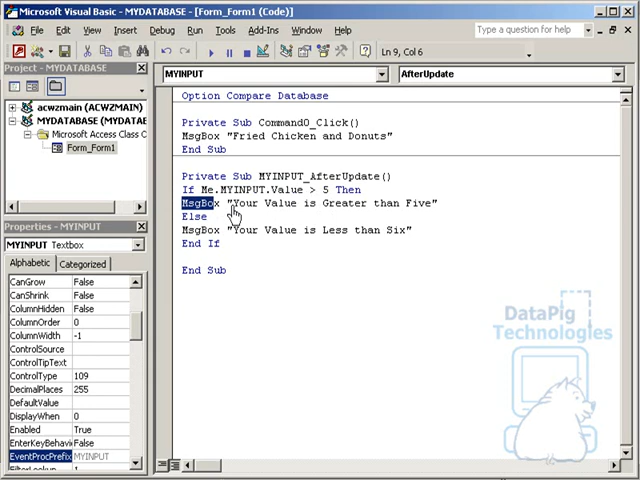 Microsoft Visual Basic - MYDATABASE - [Form_Form1 (Code)]
File Edit View Insert Debug Run Tools Add-Ins Window Help
Type a question for help
Ln 9, Col 6
Project - MYDATABASE
acwzmain (ACWZMAIN)
MYDATABASE (MYDATABA
Microsoft Access Class C
Form_Form1
Properties - MYINPUT
MYINPUT Textbox
Alphabetic Categorized
CanGrow False
CanShrink False
ColumnHidden False
ColumnOrder 0
ColumnWidth -1
ControlSource
ControlTipText
ControlType 109
DecimalPlaces 255
DefaultValue
DisplayWhen 0
Enabled True
EnterKeyBehavi False
EventProcPrefix MYINPUT
FilterLookup 1
MYINPUT
AfterUpdate
Option Compare Database
Private Sub Command0_Click()
MsgBox "Fried Chicken and Donuts"
End Sub
Private Sub MYINPUT_AfterUpdate()
If Me.MYINPUT.Value > 5 Then
MsgBox "Your Value is Greater than Five"
Else
MsgBox "Your Value is Less than Six"
End If
End Sub
DataPig
Technologies